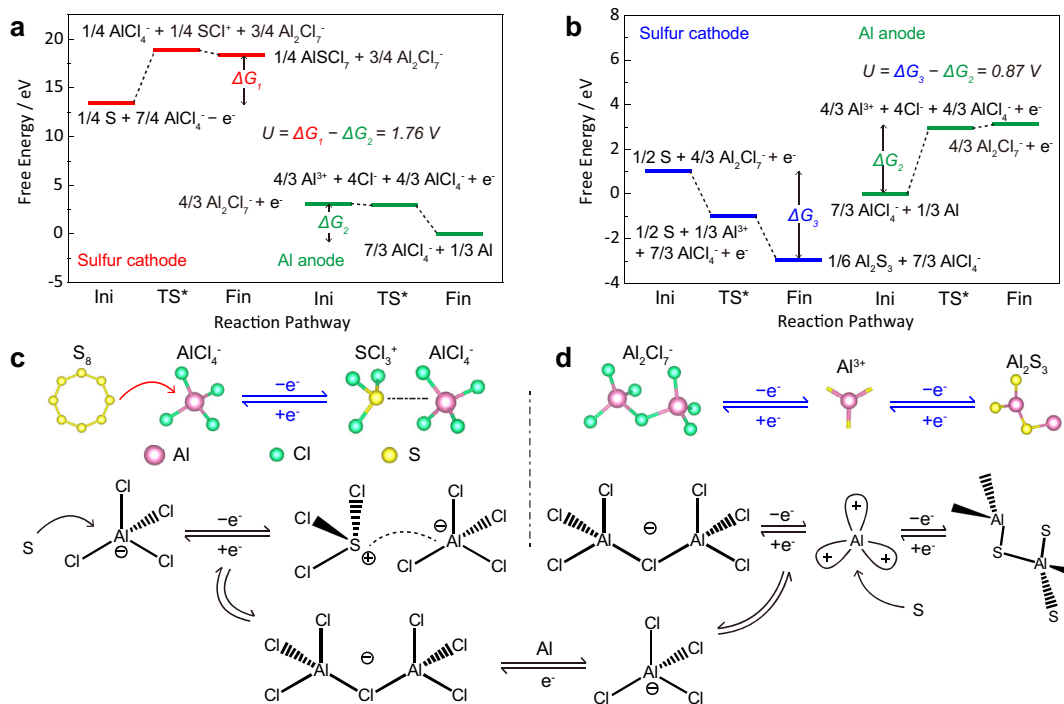 a
1/4 AlCl₄⁻ + 1/4 SCl⁺ + 3/4 Al₂Cl₇⁻
20
15
10
5
0
-5
Free Energy / eV
ΔG₁
1/4 AlSCl₇ + 3/4 Al₂Cl₇⁻
1/4 S + 7/4 AlCl₄⁻ − e⁻
U = ΔG₁ − ΔG₂ = 1.76 V
4/3 Al³⁺ + 4Cl⁻ + 4/3 AlCl₄⁻ + e⁻
4/3 Al₂Cl₇⁻ + e⁻
ΔG₂
7/3 AlCl₄⁻ + 1/3 Al
Sulfur cathode
Al anode
Ini TS* Fin Ini TS* Fin
Reaction Pathway
b
8
6
4
2
0
-2
-4
Free Energy / eV
Sulfur cathode
Al anode
U = ΔG₃ − ΔG₂ = 0.87 V
4/3 Al³⁺ + 4Cl⁻ + 4/3 AlCl₄⁻ + e⁻
1/2 S + 4/3 Al₂Cl₇⁻ + e⁻
4/3 Al₂Cl₇⁻ + e⁻
ΔG₂
ΔG₃
7/3 AlCl₄⁻ + 1/3 Al
1/2 S + 1/3 Al³⁺
+ 7/3 AlCl₄⁻ + e⁻
1/6 Al₂S₃ + 7/3 AlCl₄⁻
Ini TS* Fin Ini TS* Fin
Reaction Pathway
c
S₈ AlCl₄⁻ SCl₃⁺ AlCl₄⁻
−e⁻
+e⁻
Al Cl S
S
Cl
Cl
Al
⊖
Cl
Cl
−e⁻
+e⁻
Cl
Cl
S
⊕
Cl
Cl
⊖
Cl
Al
Cl
Cl
d
Al₂Cl₇⁻ Al³⁺ Al₂S₃
−e⁻
+e⁻
−e⁻
+e⁻
Cl Cl
Cl ⊖ Cl
Al Al
Cl Cl Cl
−e⁻
+e⁻
+
Al
+ +
S
−e⁻
+e⁻
Al
S
S
Al
S
Cl Cl
Cl ⊖ Cl
Al Al
Cl Cl Cl
Al
e⁻
Cl
Cl
Al
⊖
Cl
Cl